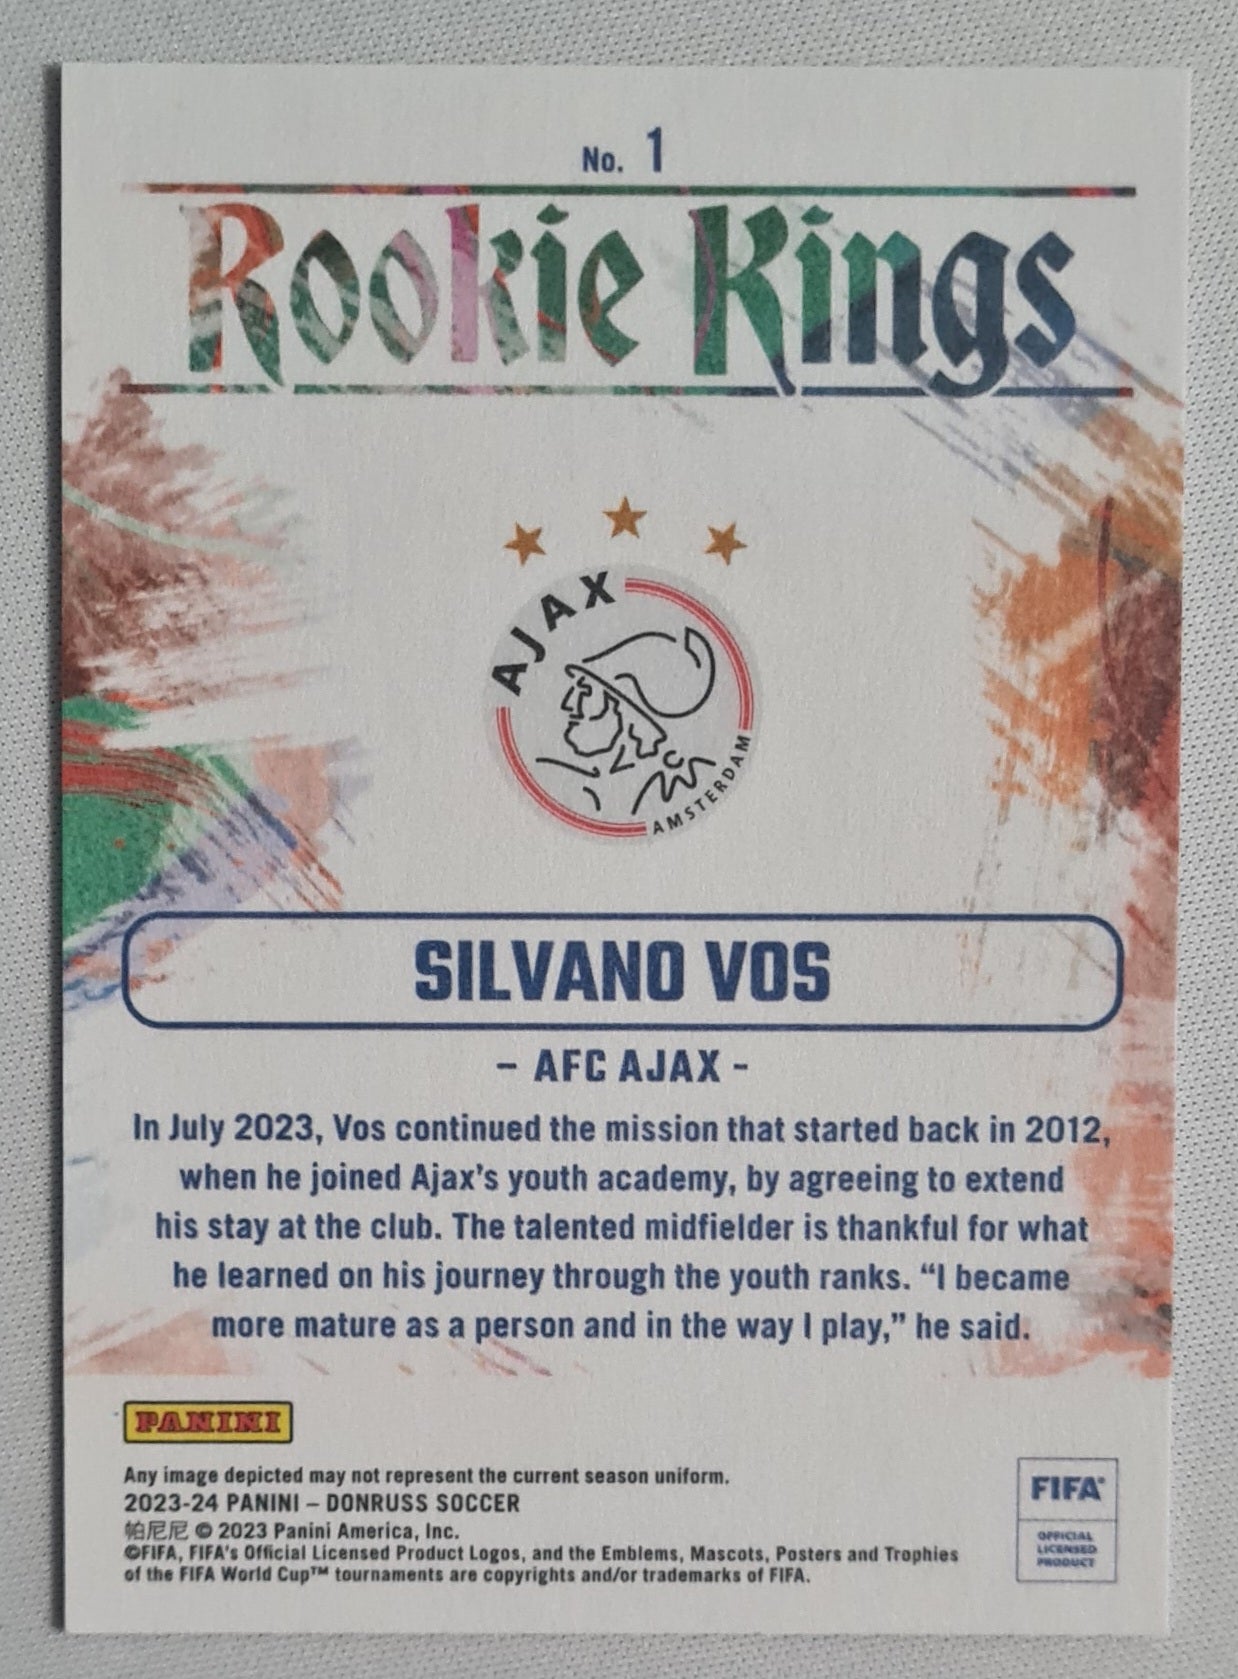 No. 1
Rookie Kings
AJAX
AMSTERDAM
SILVANO VOS
- AFC AJAX -
In July 2023, Vos continued the mission that started back in 2012,
when he joined Ajax's youth academy, by agreeing to extend
his stay at the club. The talented midfielder is thankful for what
he learned on his journey through the youth ranks. “I became
more mature as a person and in the way I play,” he said.
PANINI
Any image depicted may not represent the current season uniform.
2023-24 PANINI – DONRUSS SOCCER
帕尼尼 © 2023 Panini America, Inc.
©FIFA, FIFA's Official Licensed Product Logos, and the Emblems, Mascots, Posters and Trophies
of the FIFA World Cup™ tournaments are copyrights and/or trademarks of FIFA.
FIFA®
OFFICIAL
LICENSED
PRODUCT